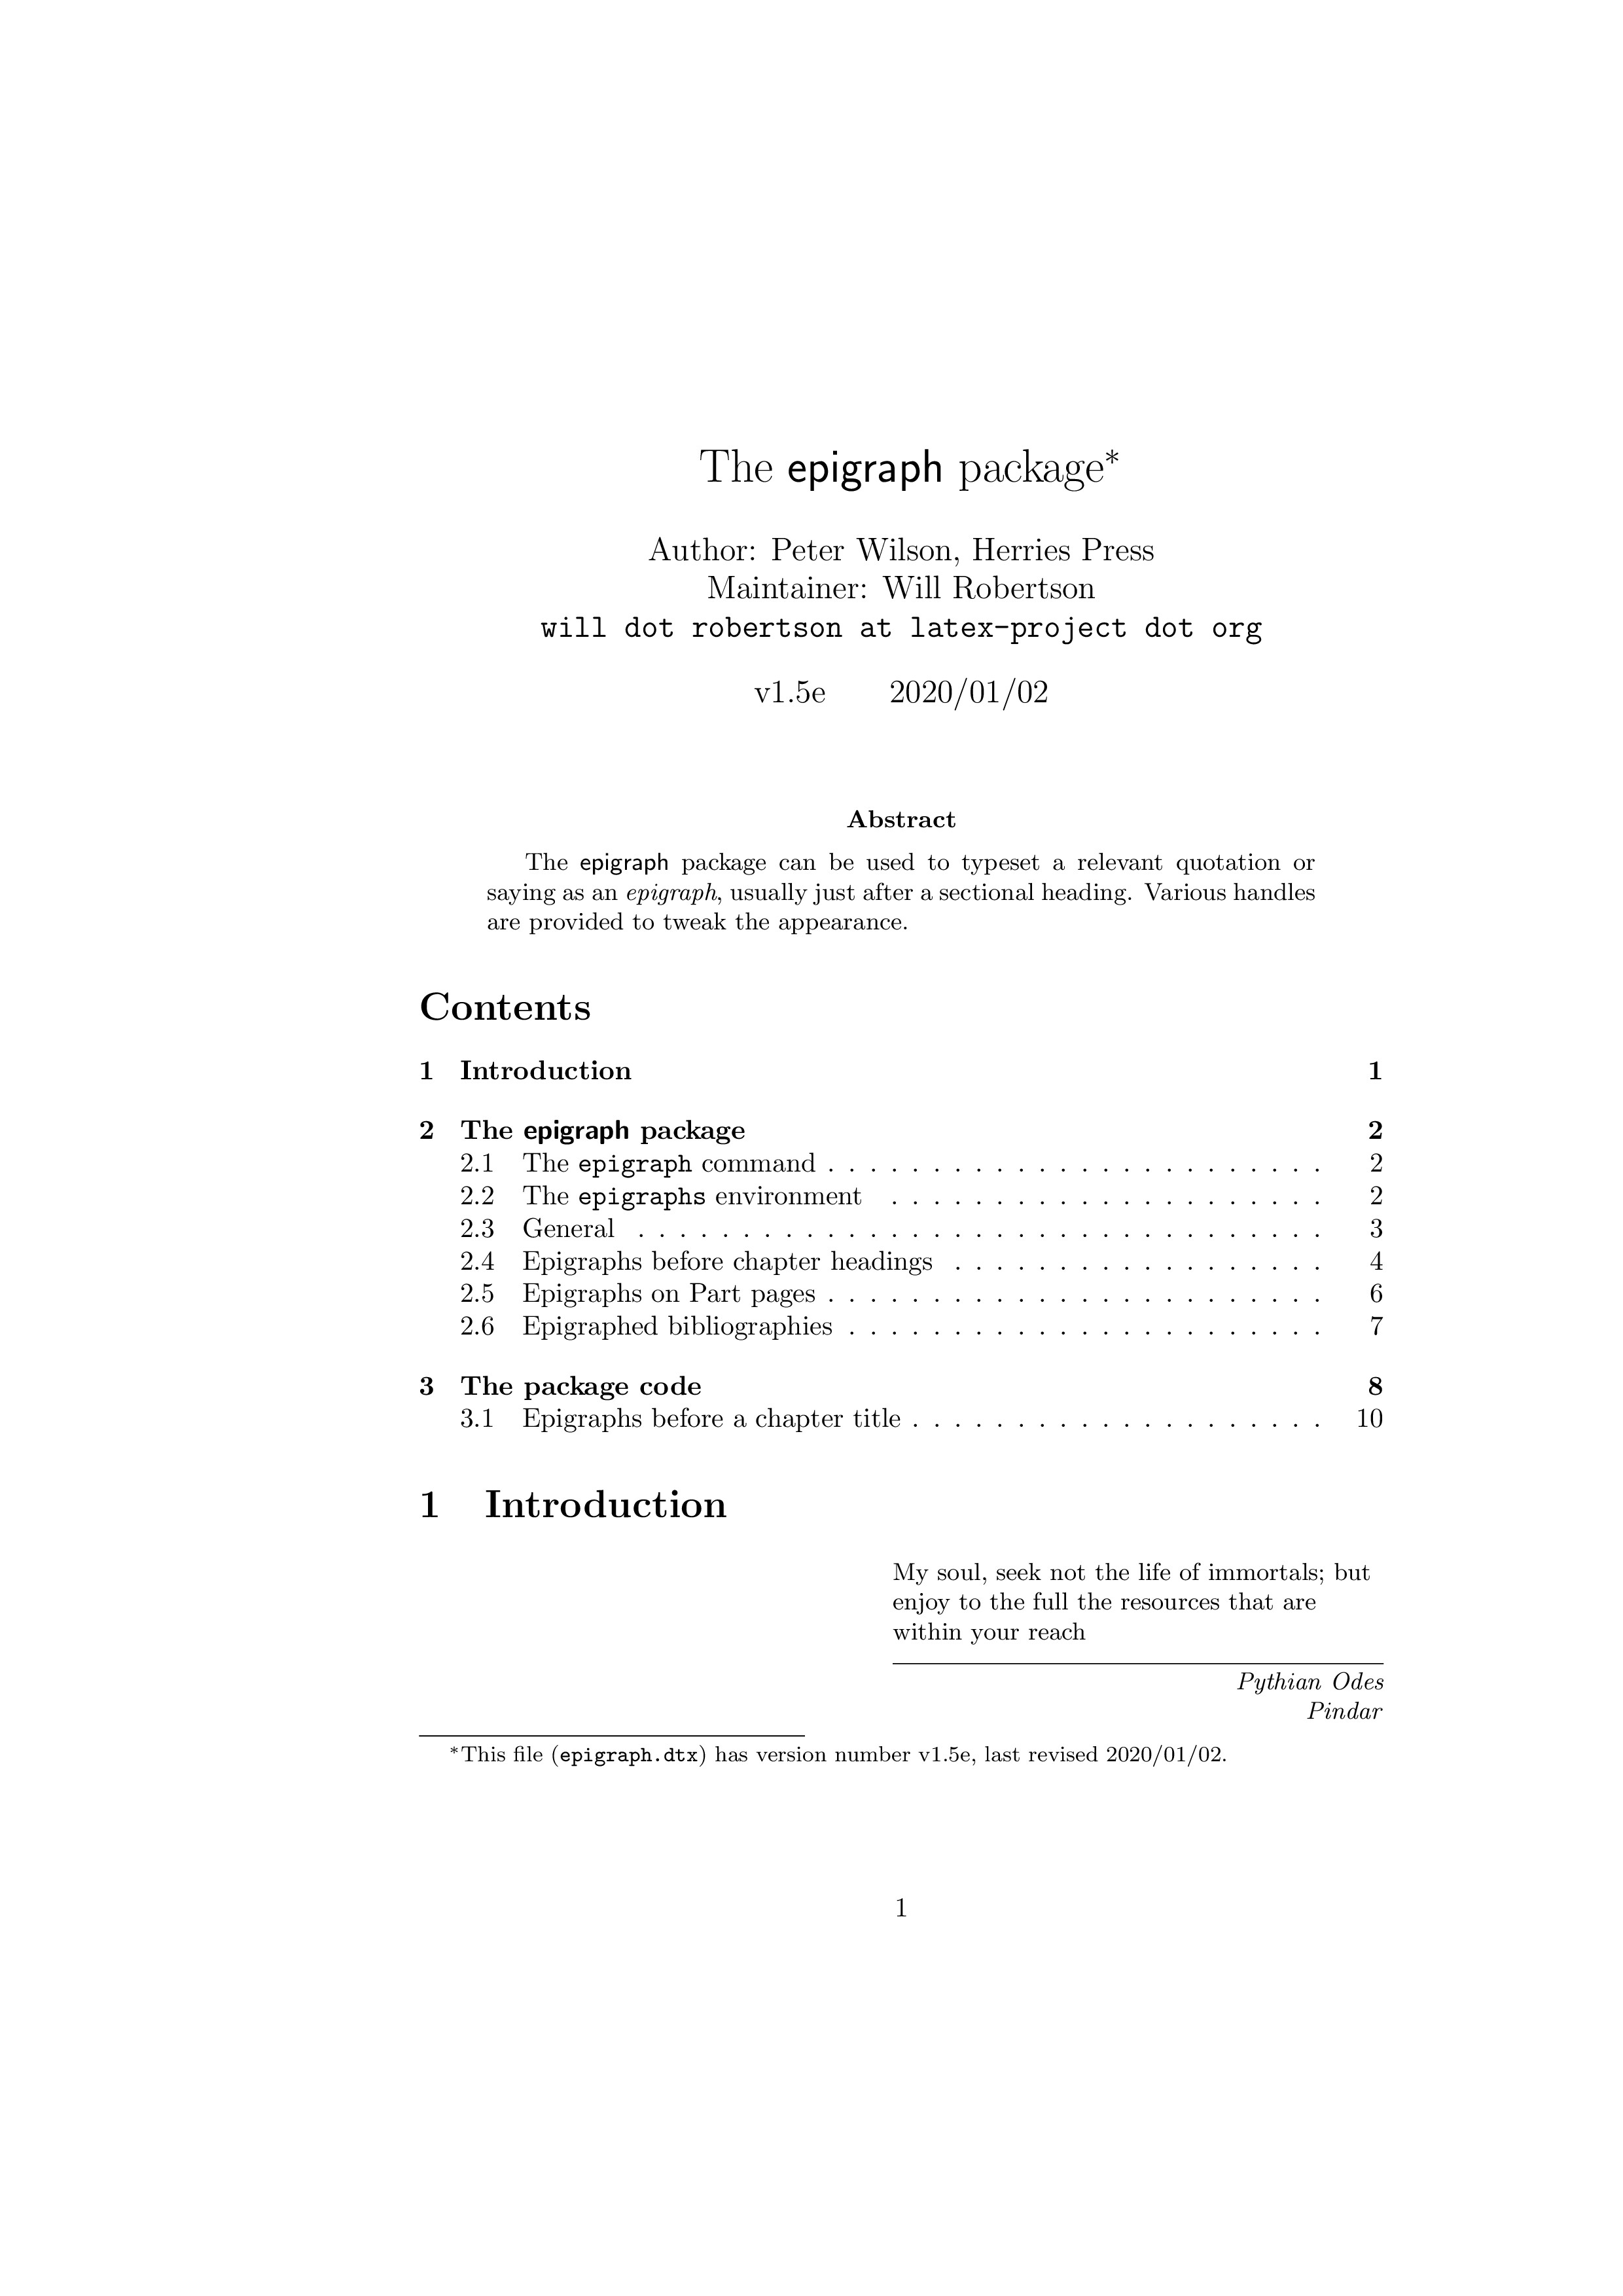 The epigraph package*
Author: Peter Wilson, Herries Press
Maintainer: Will Robertson
will dot robertson at latex-project dot org
v1.5e 2020/01/02
Abstract
The epigraph package can be used to typeset a relevant quotation or
saying as an epigraph, usually just after a sectional heading. Various handles
are provided to tweak the appearance.
Contents
1 Introduction 1
2 The epigraph package 2
2.1 The epigraph command . . . . . . . . . . . . . . . . . . . . . . . . 2
2.2 The epigraphs environment . . . . . . . . . . . . . . . . . . . . . 2
2.3 General . . . . . . . . . . . . . . . . . . . . . . . . . . . . . . . . . 3
2.4 Epigraphs before chapter headings . . . . . . . . . . . . . . . . . . 4
2.5 Epigraphs on Part pages . . . . . . . . . . . . . . . . . . . . . . . . 6
2.6 Epigraphed bibliographies . . . . . . . . . . . . . . . . . . . . . . . 7
3 The package code 8
3.1 Epigraphs before a chapter title . . . . . . . . . . . . . . . . . . . . 10
1 Introduction
My soul, seek not the life of immortals; but
enjoy to the full the resources that are
within your reach
Pythian Odes
Pindar
*This file (epigraph.dtx) has version number v1.5e, last revised 2020/01/02.
1